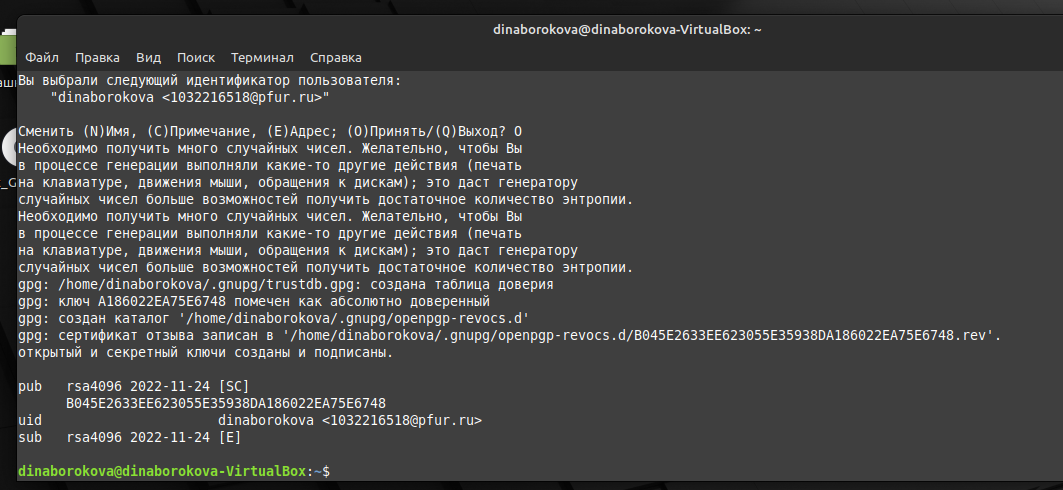 dinaborokova@dinaborokova-VirtualBox: ~
Файл Правка Вид Поиск Терминал Справка
Вы выбрали следующий идентификатор пользователя:
"dinaborokova <1032216518@pfur.ru>"
Сменить (N)Имя, (C)Примечание, (E)Адрес; (O)Принять/(Q)Выход? O
Необходимо получить много случайных чисел. Желательно, чтобы Вы
в процессе генерации выполняли какие-то другие действия (печать
на клавиатуре, движения мыши, обращения к дискам); это даст генератору
случайных чисел больше возможностей получить достаточное количество энтропии.
Необходимо получить много случайных чисел. Желательно, чтобы Вы
в процессе генерации выполняли какие-то другие действия (печать
на клавиатуре, движения мыши, обращения к дискам); это даст генератору
случайных чисел больше возможностей получить достаточное количество энтропии.
gpg: /home/dinaborokova/.gnupg/trustdb.gpg: создана таблица доверия
gpg: ключ A186022EA75E6748 помечен как абсолютно доверенный
gpg: создан каталог '/home/dinaborokova/.gnupg/openpgp-revocs.d'
gpg: сертификат отзыва записан в '/home/dinaborokova/.gnupg/openpgp-revocs.d/B045E2633EE623055E35938DA186022EA75E6748.rev'.
открытый и секретный ключи созданы и подписаны.
pub rsa4096 2022-11-24 [SC]
B045E2633EE623055E35938DA186022EA75E6748
uid dinaborokova <1032216518@pfur.ru>
sub rsa4096 2022-11-24 [E]
dinaborokova@dinaborokova-VirtualBox:~$